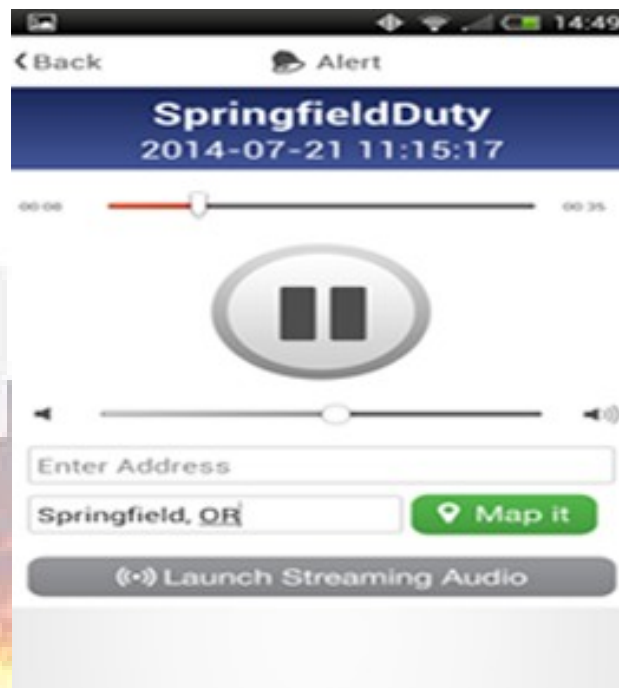 14:49
Back Alert
SpringfieldDuty
2014-07-21 11:15:17
00:08 00:35
Enter Address
Springfield, OR Map it
Launch Streaming Audio